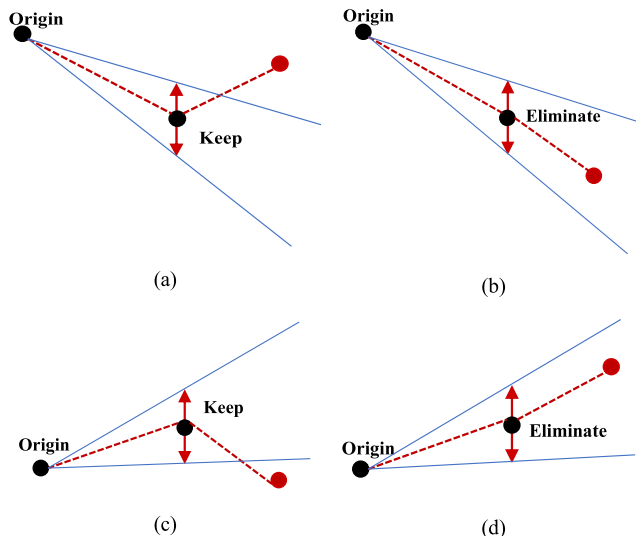 Origin
Keep
(a)
Origin
Eliminate
(b)
Origin
Keep
(c)
Origin
Eliminate
(d)